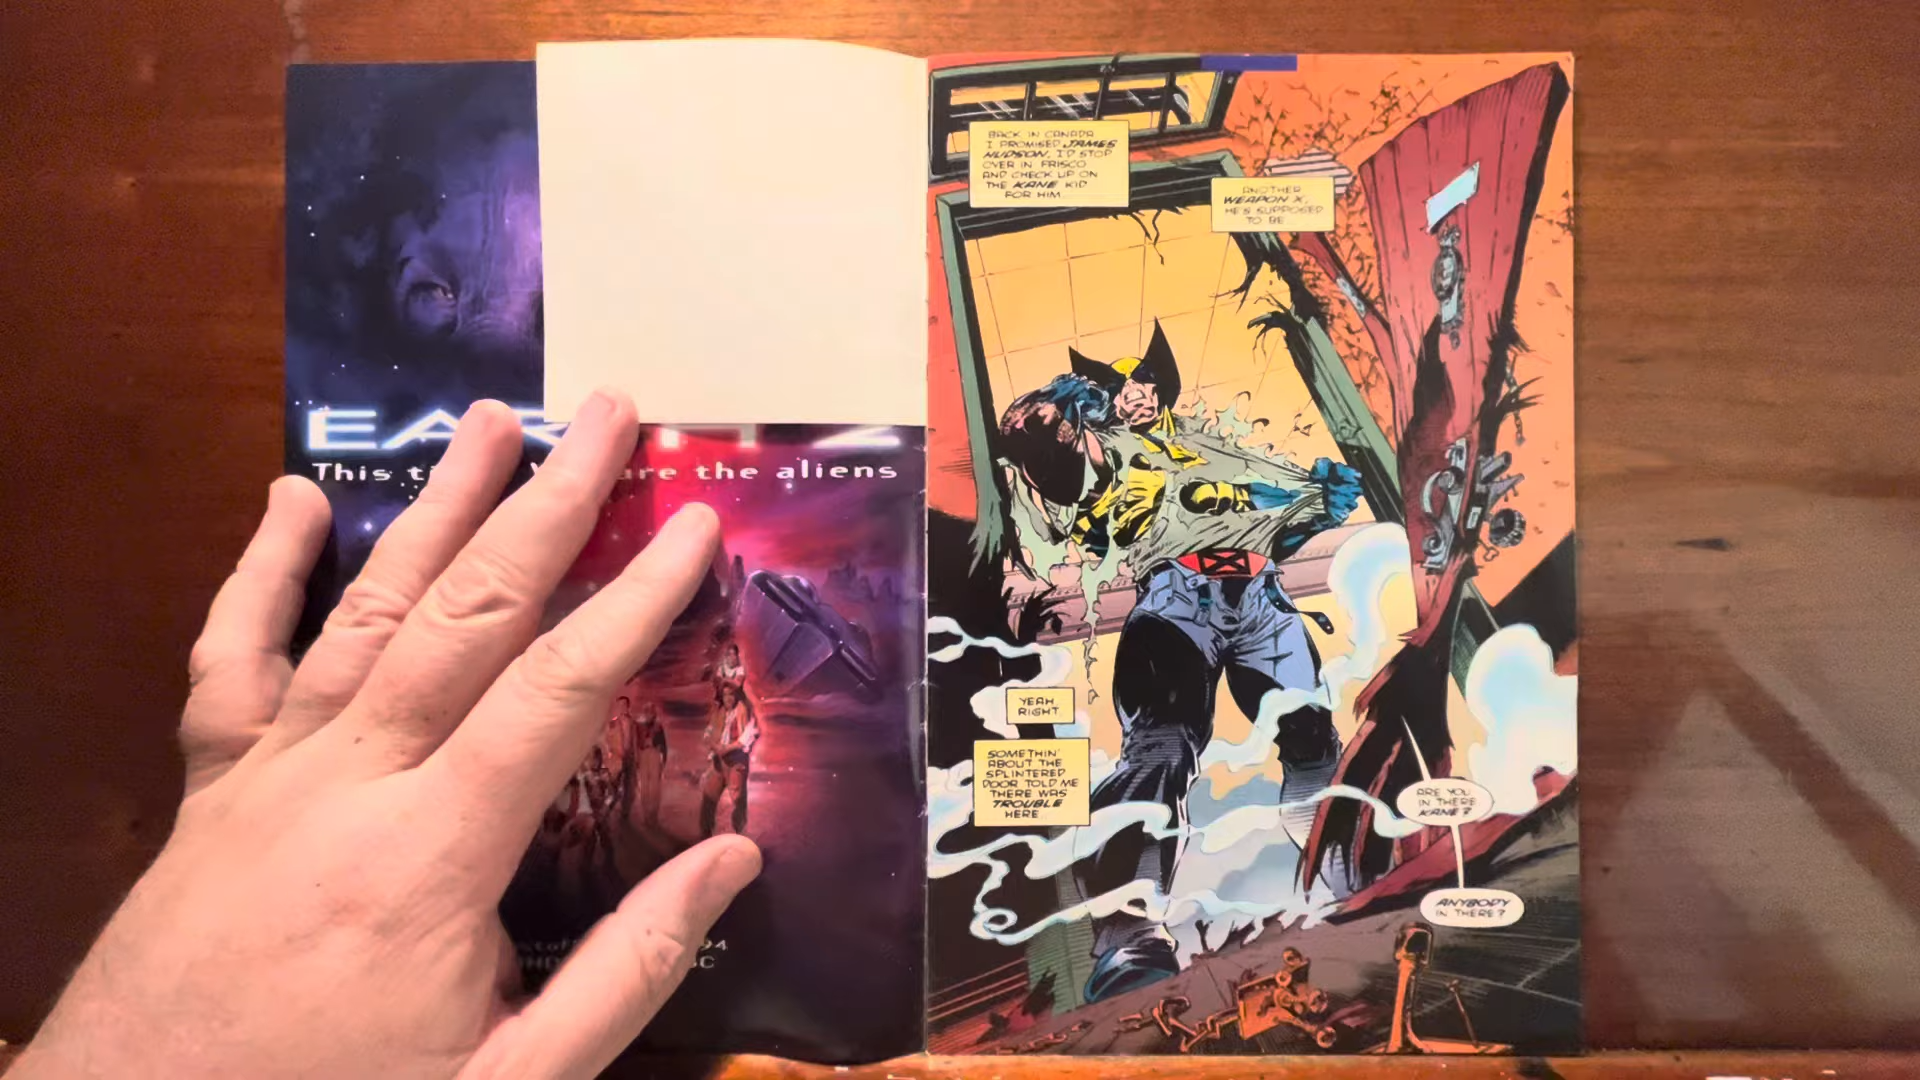 This are the aliens
94
BACK IN CANADA
I PROMISED JAMES
HUDSON, I'D STOP
OVER IN FRISCO
AND CHECK UP ON
THE KANE KID
FOR HIM...
ANOTHER
WEAPON X,
HE'S SUPPOSED
TO BE.
YEAH,
RIGHT.
SOMETHIN'
ABOUT THE
SPLINTERED
DOOR TOLD ME
THERE WAS
TROUBLE
HERE...
ARE YOU
IN THERE
KANE?
ANYBODY
IN THERE?